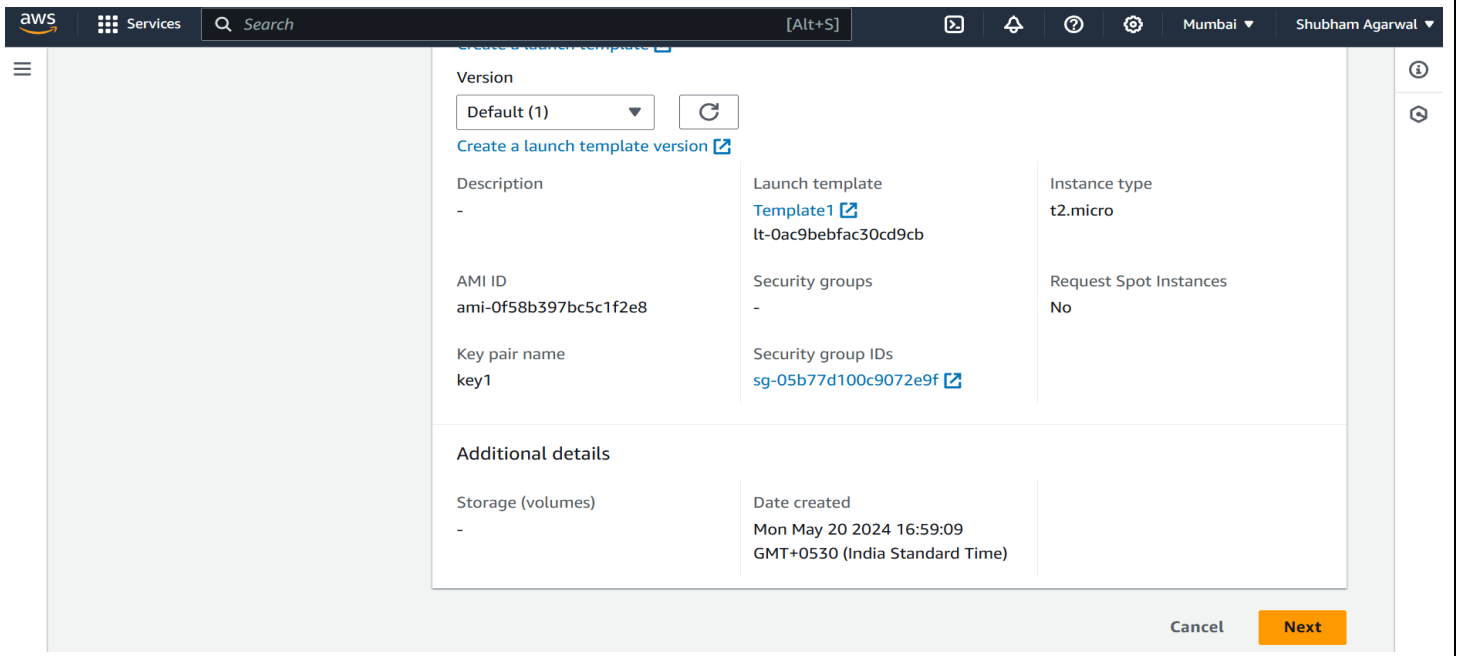 aws
Services
Search
[Alt+S]
Mumbai
Shubham Agarwal
Create a launch template
Version
Default (1)
Create a launch template version
Description
-
Launch template
Template1
lt-0ac9bebfac30cd9cb
Instance type
t2.micro
AMI ID
ami-0f58b397bc5c1f2e8
Security groups
-
Request Spot Instances
No
Key pair name
key1
Security group IDs
sg-05b77d100c9072e9f
Additional details
Storage (volumes)
-
Date created
Mon May 20 2024 16:59:09
GMT+0530 (India Standard Time)
Cancel
Next